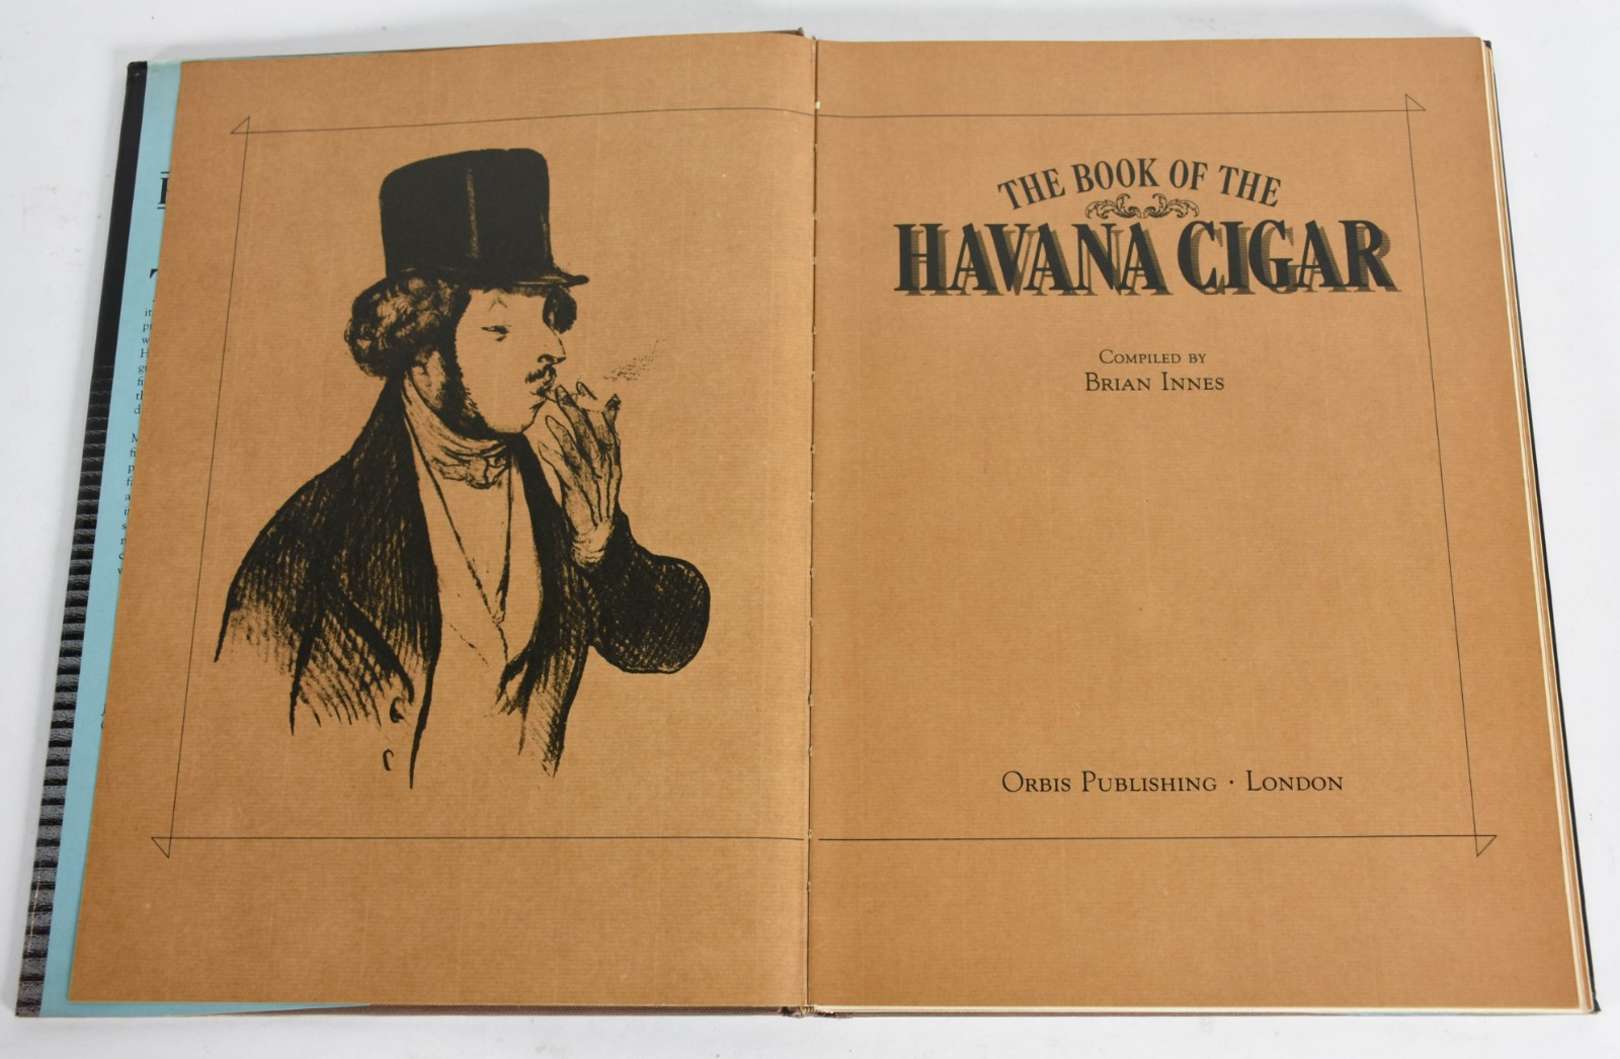 THE BOOK OF THE
HAVANA CIGAR
COMPILED BY
BRIAN INNES
ORBIS PUBLISHING · LONDON